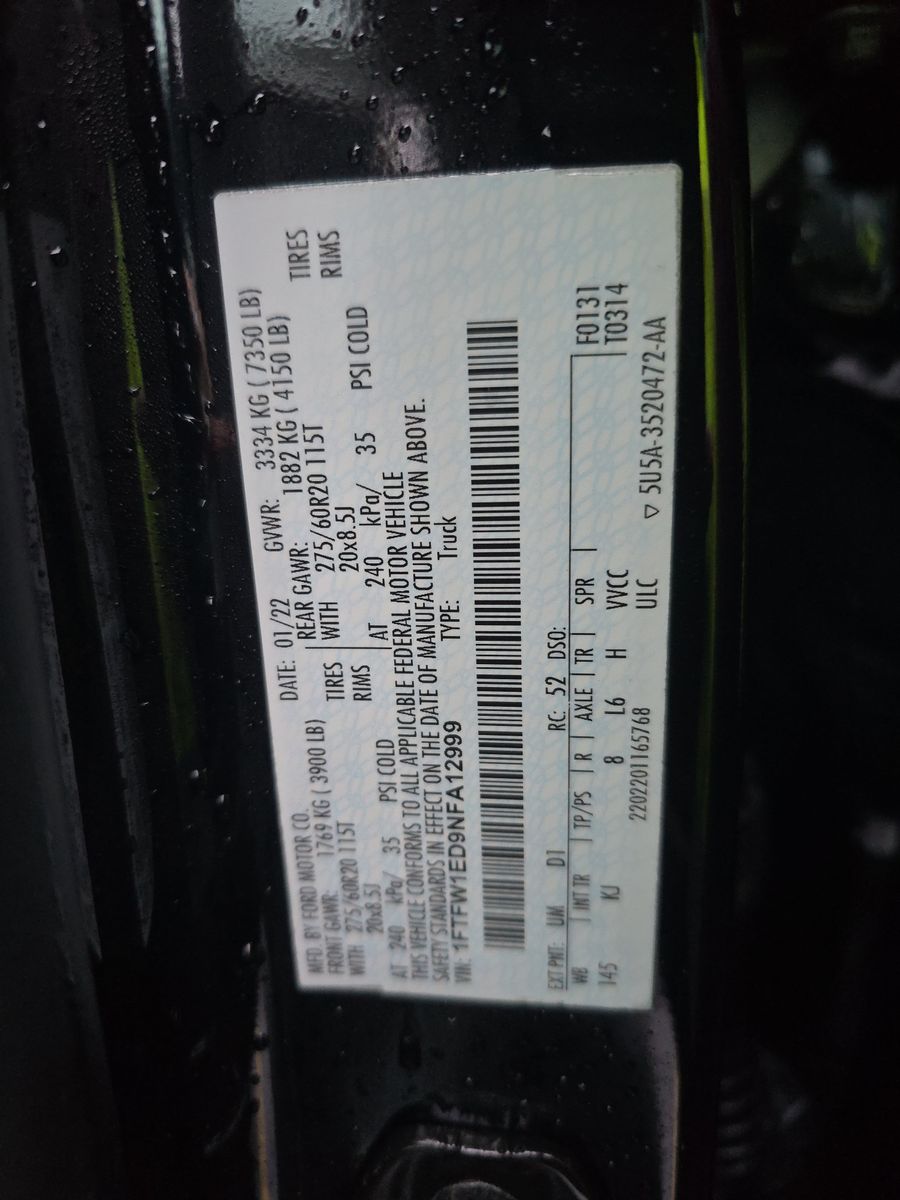 MFD. BY FORD MOTOR CO. DATE: 01/22 GVWR: 3334 KG ( 7350 LB)
FRONT GAWR: 1769 KG ( 3900 LB) REAR GAWR: 1882 KG ( 4150 LB)
WITH 275/60R20 115T TIRES WITH 275/60R20 115T TIRES
20x8.5J RIMS 20x8.5J RIMS
AT 240 kPa/ 35 PSI COLD AT 240 kPa/ 35 PSI COLD
THIS VEHICLE CONFORMS TO ALL APPLICABLE FEDERAL MOTOR VEHICLE
SAFETY STANDARDS IN EFFECT ON THE DATE OF MANUFACTURE SHOWN ABOVE.
VIN: 1FTFW1ED9NFA12999 TYPE: Truck
EXT PNT: UM D1 RC: 52 DSO:
WB INT TR TP/PS R AXLE TR SPR F0131
145 KJ 8 L6 H VVCC T0314
2202201165768 ULC
▽ 5U5A-3520472-AA